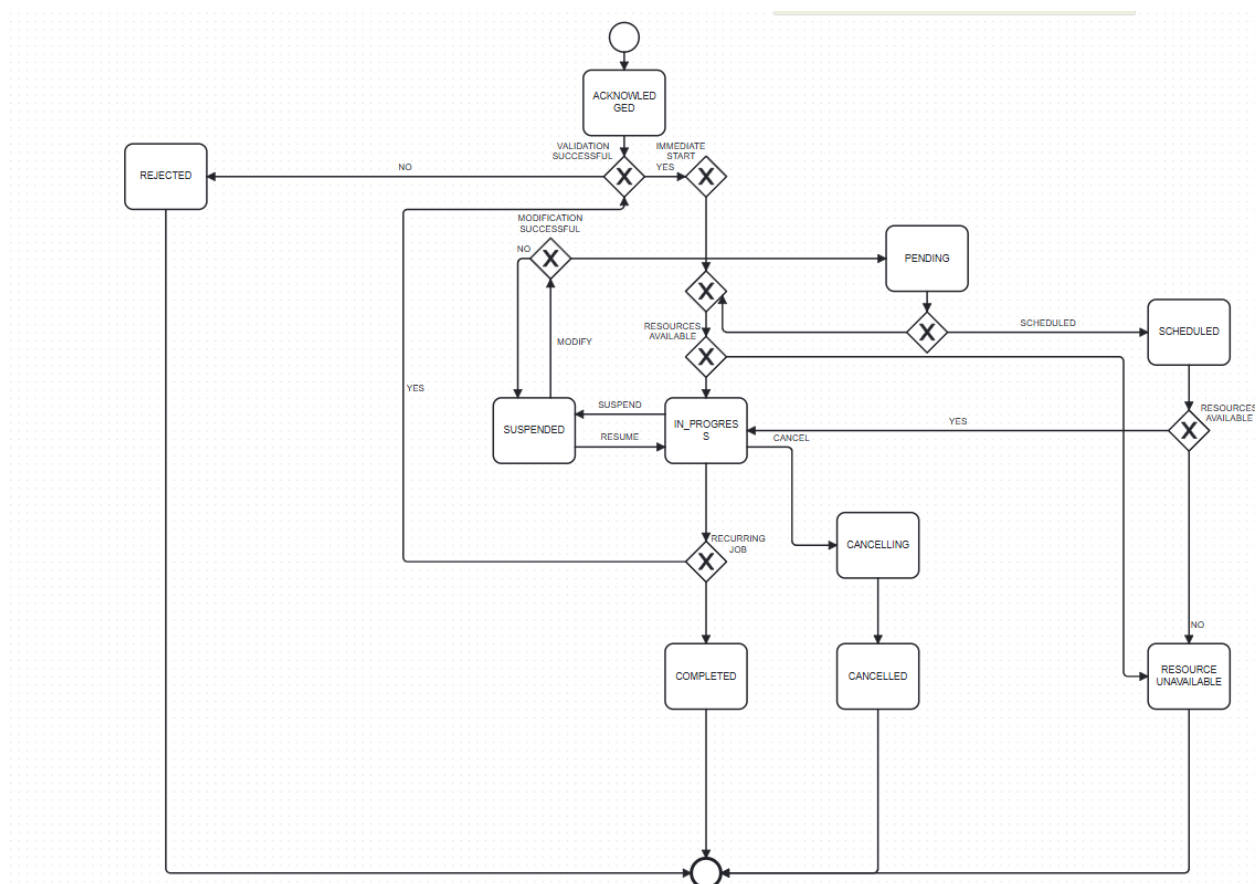 ACKNOWLED
GED
VALIDATION
SUCCESSFUL
IMMEDIATE
START
YES
NO
REJECTED
MODIFICATION
SUCCESSFUL
NO
PENDING
SCHEDULED
SCHEDULED
RESOURCES
AVAILABLE
MODIFY
YES
SUSPENDED
SUSPEND
RESUME
IN_PROGRES
S
CANCEL
YES
RESOURCES
AVAILABLE
RECURRING
JOB
CANCELLING
NO
COMPLETED
CANCELLED
RESOURCE
UNAVAILABLE